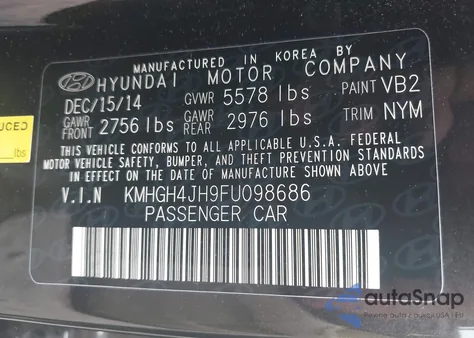 MANUFACTURED IN KOREA BY
HYUNDAI MOTOR COMPANY
DEC/15/14 GVWR 5578 lbs PAINT VB2
GAWR FRONT 2756 lbs GAWR REAR 2976 lbs TRIM NYM
THIS VEHICLE CONFORMS TO ALL APPLICABLE U.S.A. FEDERAL
MOTOR VEHICLE SAFETY, BUMPER, AND THEFT PREVENTION STANDARDS
IN EFFECT ON THE DATE OF MANUFACTURE SHOWN ABOVE
V.I.N KMHGH4JH9FU098686
PASSENGER CAR
UCED
lbs
autoSnap